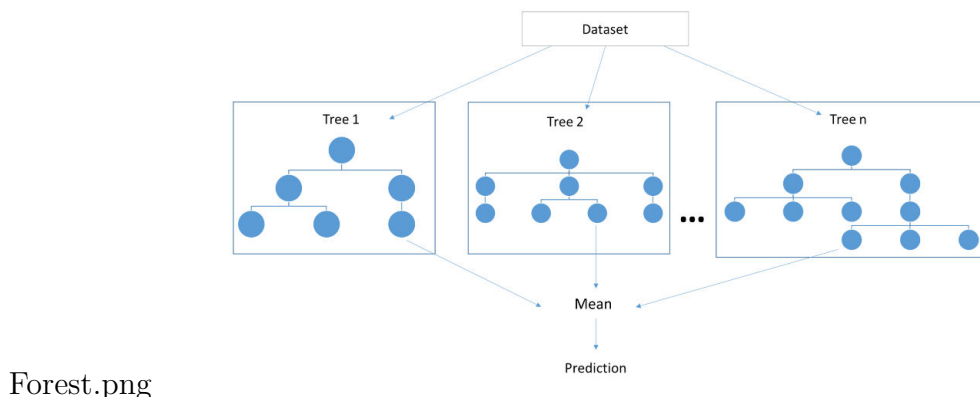 Dataset
Tree 1
Tree 2
Tree n
...
Mean
Prediction
Forest.png